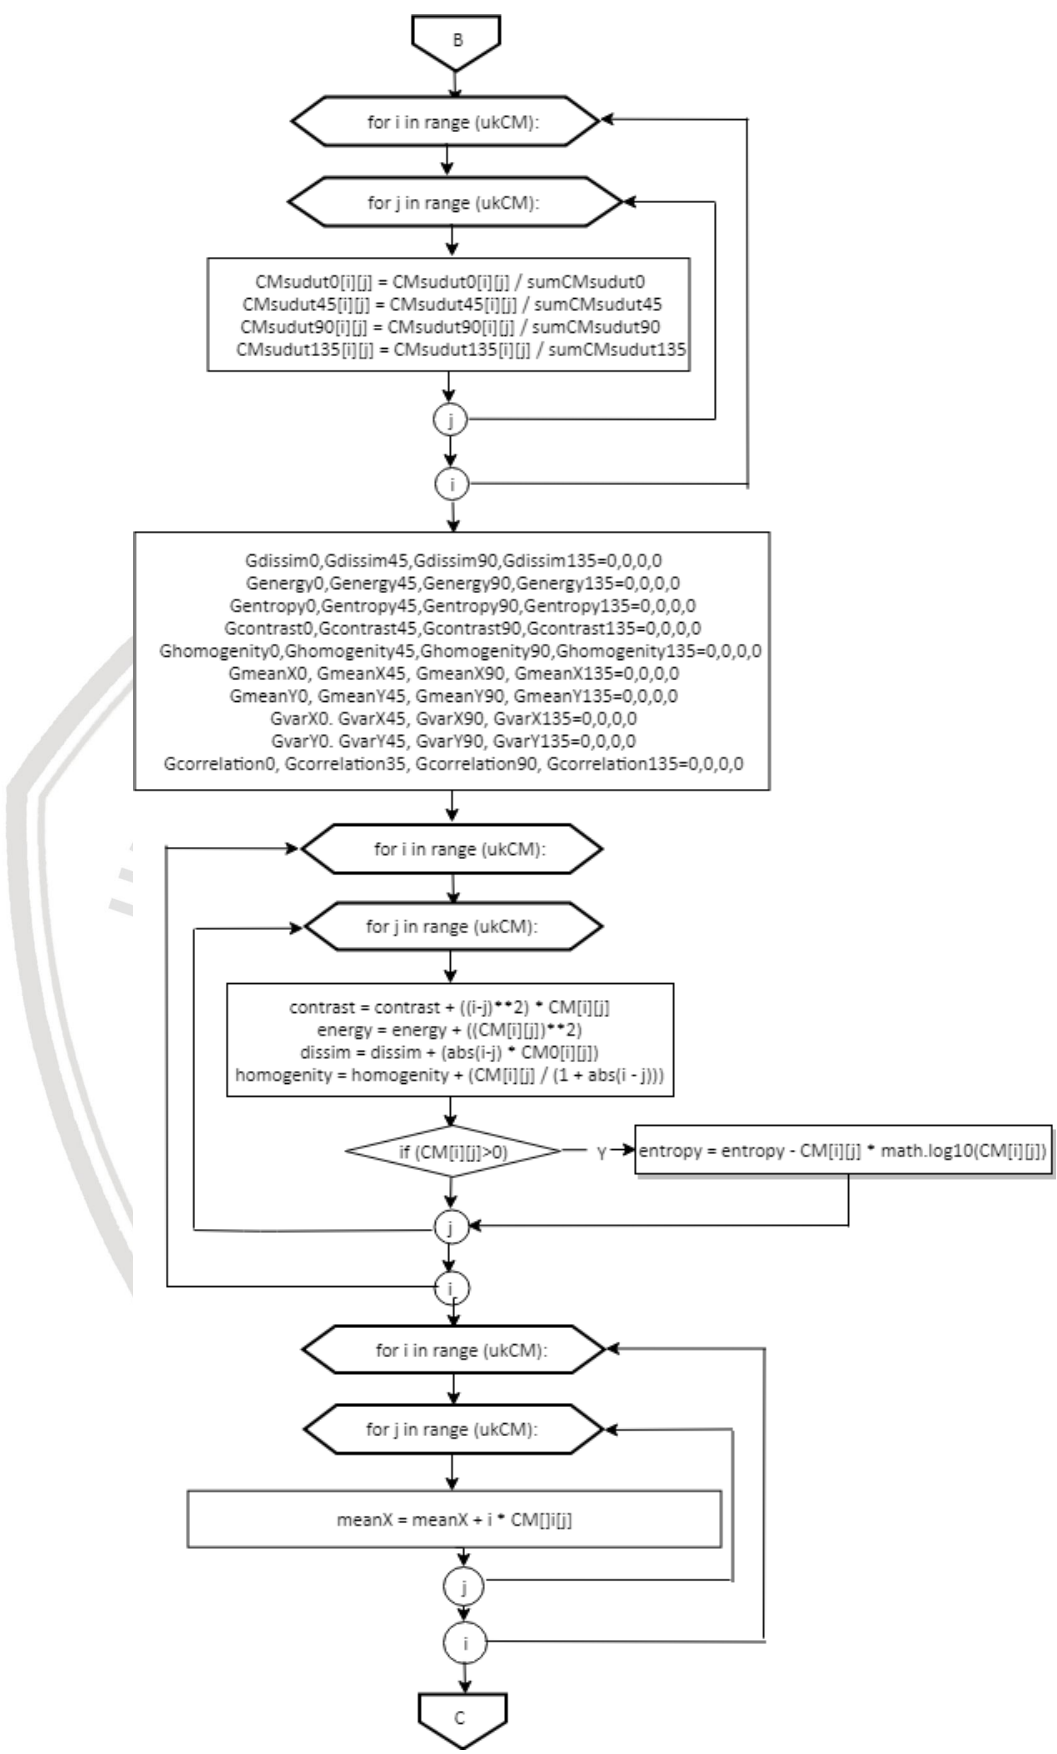 B
for i in range (ukCM):
for j in range (ukCM):
CMsudut0[i][j] = CMsudut0[i][j] / sumCMsudut0
CMsudut45[i][j] = CMsudut45[i][j] / sumCMsudut45
CMsudut90[i][j] = CMsudut90[i][j] / sumCMsudut90
CMsudut135[i][j] = CMsudut135[i][j] / sumCMsudut135
j
i
Gdissim0,Gdissim45,Gdissim90,Gdissim135=0,0,0,0
Genergy0,Genergy45,Genergy90,Genergy135=0,0,0,0
Gentropy0,Gentropy45,Gentropy90,Gentropy135=0,0,0,0
Gcontrast0,Gcontrast45,Gcontrast90,Gcontrast135=0,0,0,0
Ghomogenity0,Ghomogenity45,Ghomogenity90,Ghomogenity135=0,0,0,0
GmeanX0, GmeanX45, GmeanX90, GmeanX135=0,0,0,0
GmeanY0, GmeanY45, GmeanY90, GmeanY135=0,0,0,0
GvarX0. GvarX45, GvarX90, GvarX135=0,0,0,0
GvarY0. GvarY45, GvarY90, GvarY135=0,0,0,0
Gcorrelation0, Gcorrelation35, Gcorrelation90, Gcorrelation135=0,0,0,0
for i in range (ukCM):
for j in range (ukCM):
contrast = contrast + ((i-j)**2) * CM[i][j]
energy = energy + ((CM[i][j])**2)
dissim = dissim + (abs(i-j) * CM0[i][j])
homogenity = homogenity + (CM[i][j] / (1 + abs(i - j)))
if (CM[i][j]>0)
Y
entropy = entropy - CM[i][j] * math.log10(CM[i][j])
j
i
for i in range (ukCM):
for j in range (ukCM):
meanX = meanX + i * CM[]i[j]
j
i
C